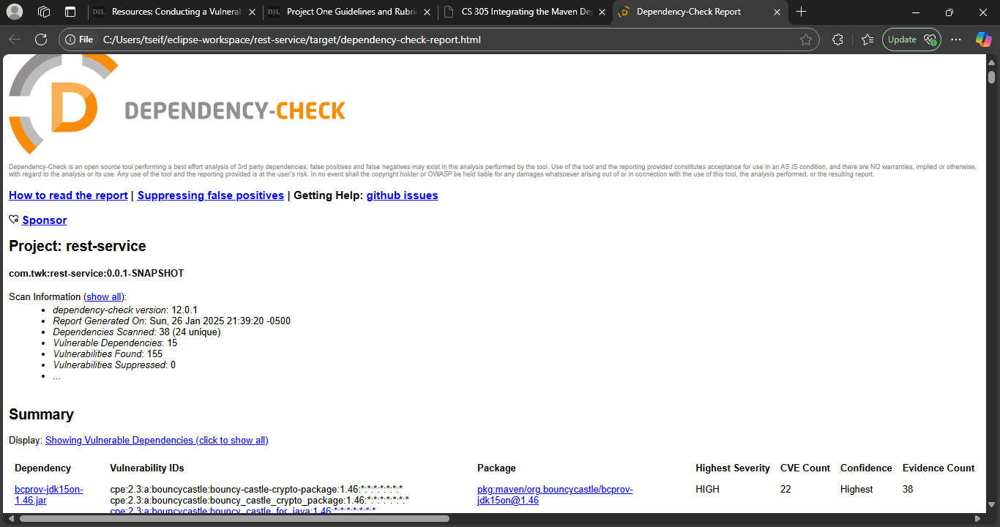 D2L Resources: Conducting a Vulneral
D2L Project One Guidelines and Rubric
CS 305 Integrating the Maven De
Dependency-Check Report
File C:/Users/tseif/eclipse-workspace/rest-service/target/dependency-check-report.html
Update
D DEPENDENCY-CHECK
Dependency-Check is an open source tool performing a best effort analysis of 3rd party dependencies; false positives and false negatives may exist in the analysis performed by the tool. Use of the tool and the reporting provided constitutes acceptance for use in an AS IS condition, and there are NO warranties, implied or otherwise,
with regard to the analysis or its use. Any use of the tool and the reporting provided is at the user's risk. In no event shall the copyright holder or OWASP be held liable for any damages whatsoever arising out of or in connection with the use of this tool, the analysis performed, or the resulting report.
How to read the report | Suppressing false positives | Getting Help: github issues
Sponsor
Project: rest-service
com.twk:rest-service:0.0.1-SNAPSHOT
Scan Information (show all):
• dependency-check version: 12.0.1
• Report Generated On: Sun, 26 Jan 2025 21:39:20 -0500
• Dependencies Scanned: 38 (24 unique)
• Vulnerable Dependencies: 15
• Vulnerabilities Found: 155
• Vulnerabilities Suppressed: 0
• ...
Summary
Display: Showing Vulnerable Dependencies (click to show all)
Dependency Vulnerability IDs Package Highest Severity CVE Count Confidence Evidence Count
bcprov-jdk15on- cpe:2.3:a:bouncycastle:bouncy-castle-crypto-package:1.46:*:*:*:*:*:*:* pkg:maven/org.bouncycastle/bcprov- HIGH 22 Highest 38
1.46.jar cpe:2.3:a:bouncycastle:bouncy_castle_crypto_package:1.46:*:*:*:*:*:*:* jdk15on@1.46
cpe:2.3:a:bouncycastle:bouncy_castle_for_java:1.46:*:*:*:*:*:*:*